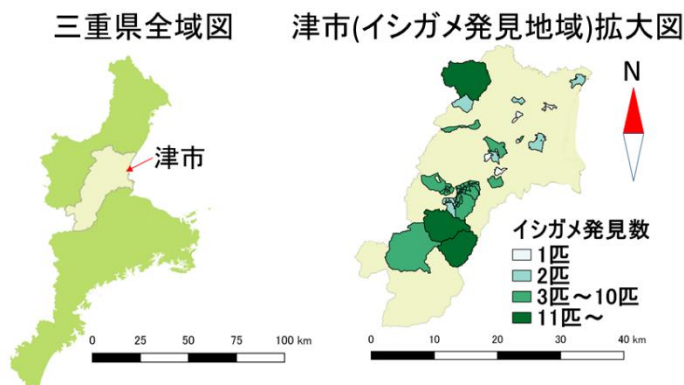 三重県全域図
津市(イシガメ発見地域)拡大図
N
津市
イシガメ発見数
1匹
2匹
3匹～10匹
11匹～
0 25 50 75 100 km
0 10 20 30 40 km